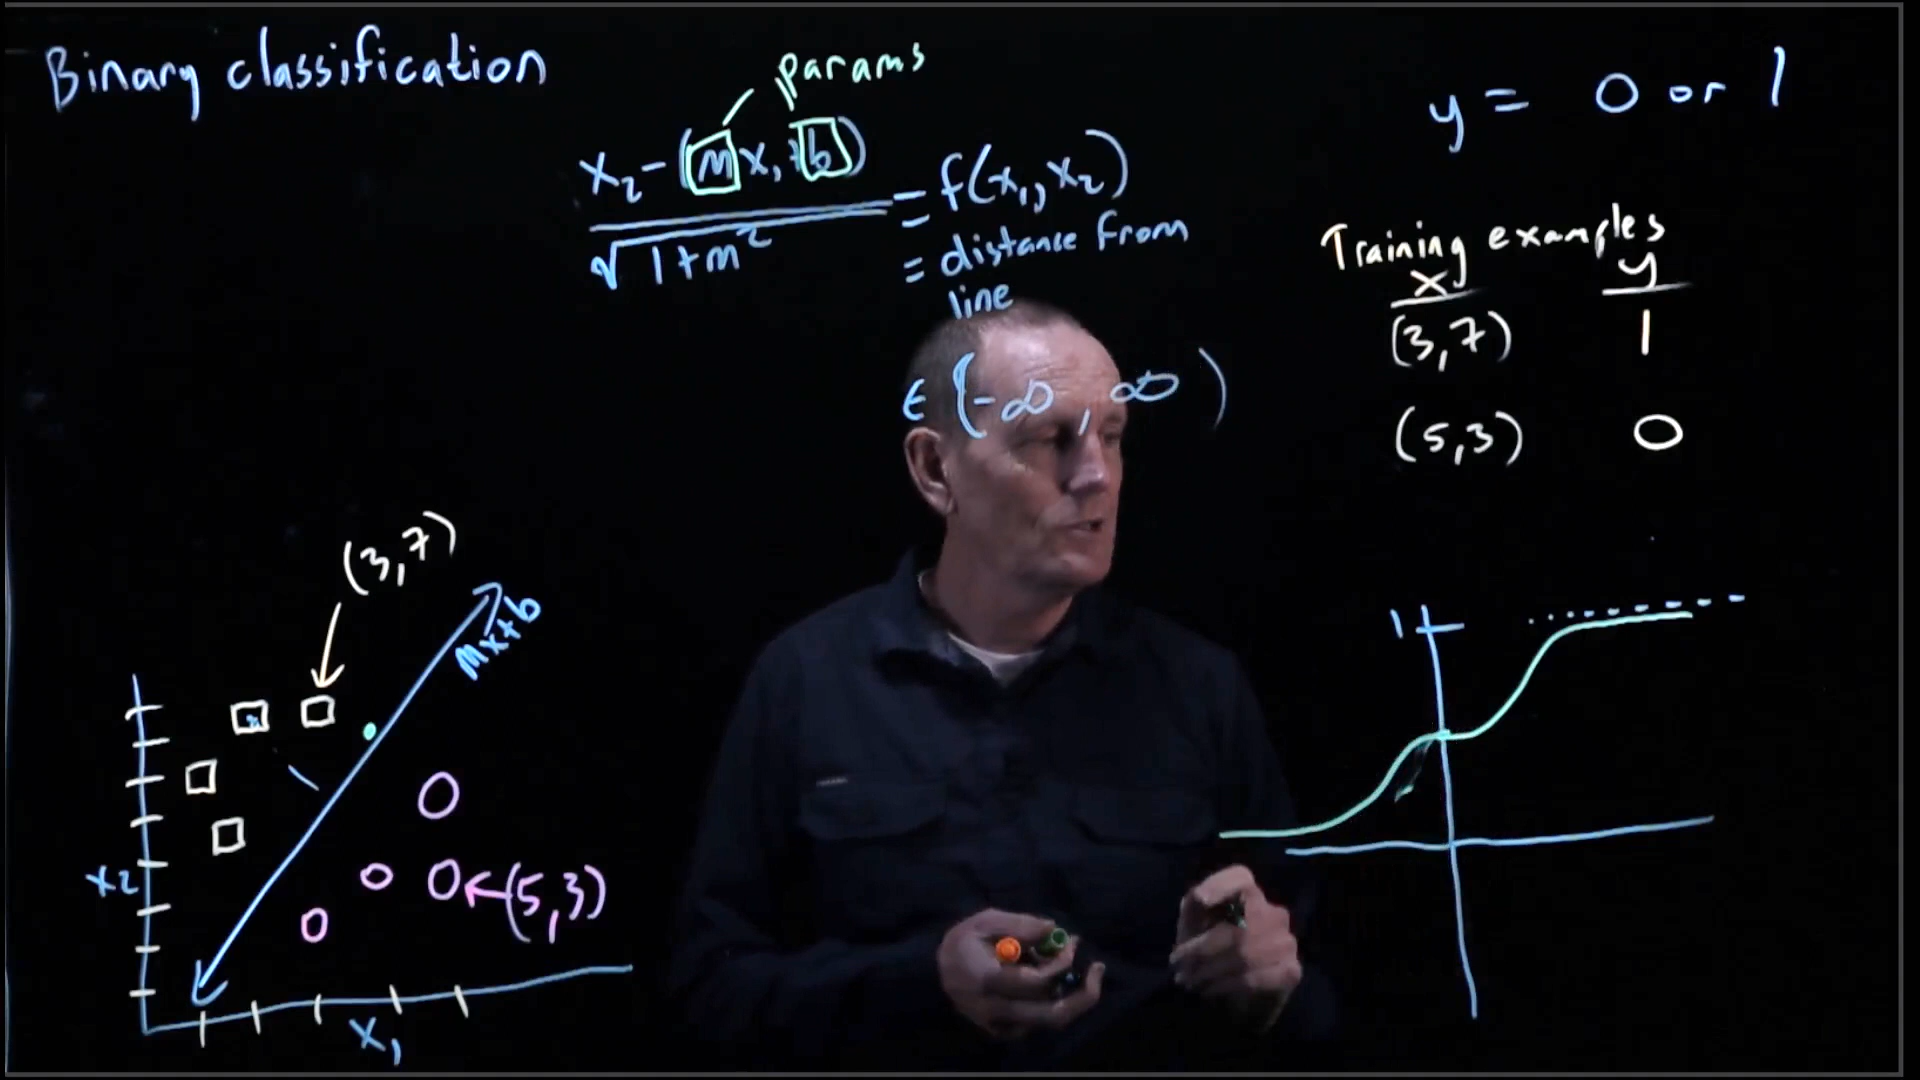 Binary classification
params
x₂ - (mx₁ + b)
√1+m²
= f(x₁, x₂)
= distance from
line
∈ (-∞, ∞)
y = 0 or 1
Training examples
x y
(3,7) 1
(5,3) 0
(3,7)
mx+b
x₂
(5,3)
x₁
1